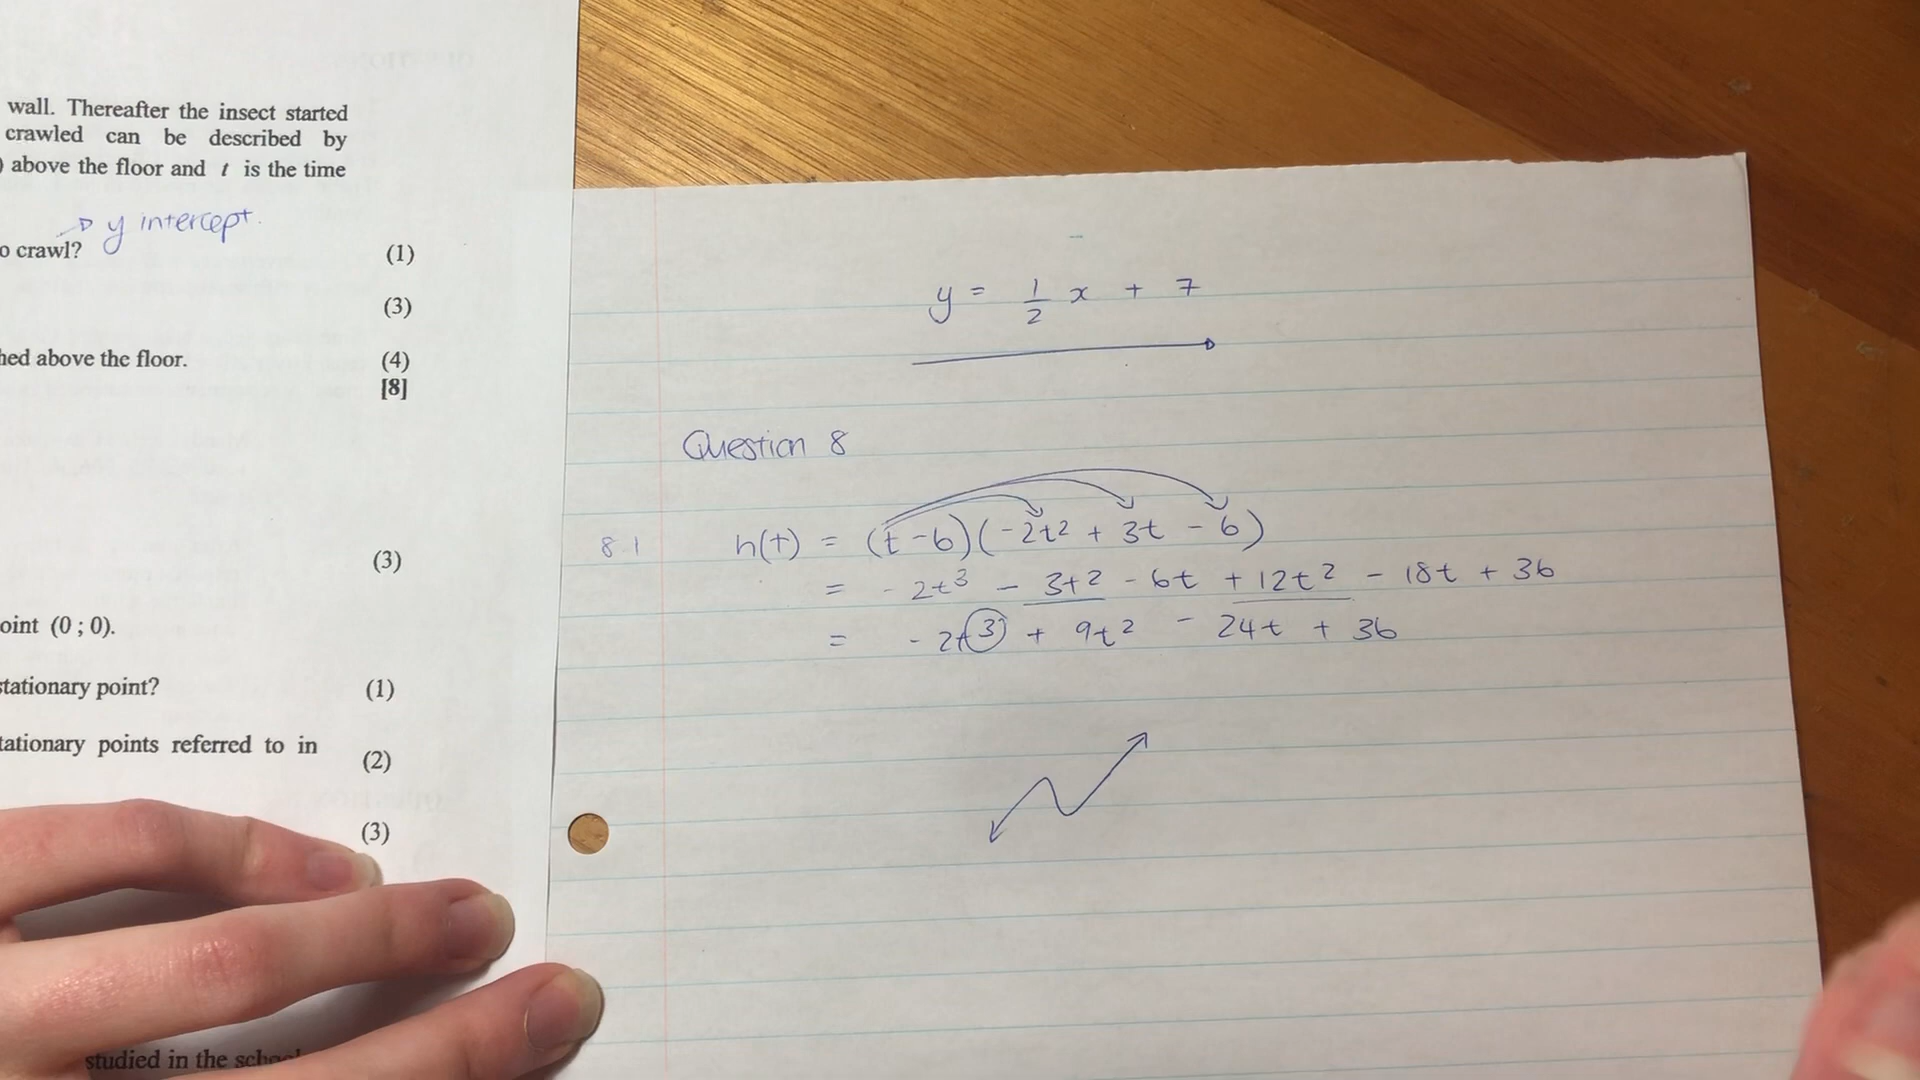 wall. Thereafter the insect started
crawled can be described by
) above the floor and t is the time
y intercept.
o crawl? (1)
(3)
hed above the floor. (4)
[8]
(3)
oint (0 ; 0).
stationary point? (1)
tationary points referred to in
(2)
(3)
studied in the school
y = 1/2 x + 7
Question 8
8.1 h(t) = (t - 6)(-2t² + 3t - 6)
= - 2t³ - 3t² - 6t + 12t² - 18t + 36
= - 2t³ + 9t² - 24t + 36